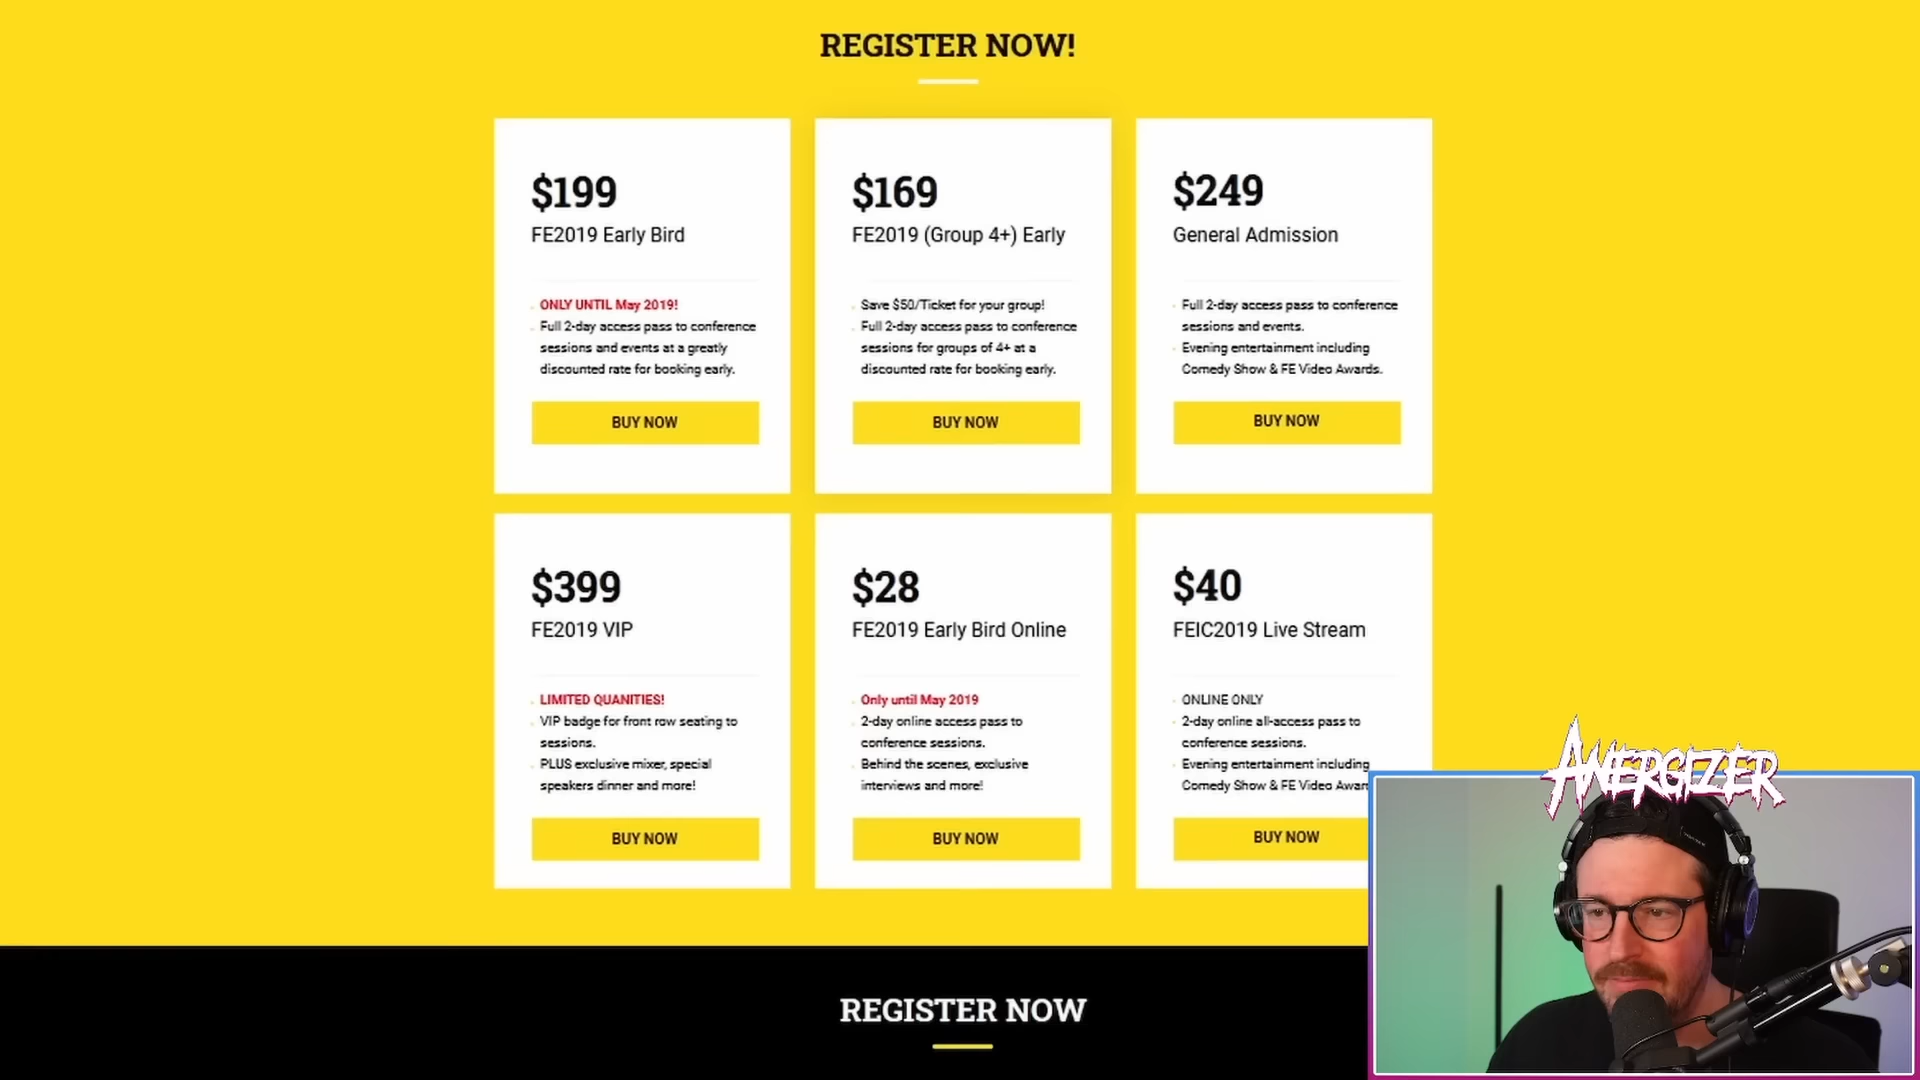 REGISTER NOW!
$199
FE2019 Early Bird
ONLY UNTIL May 2019!
Full 2-day access pass to conference
sessions and events at a greatly
discounted rate for booking early.
BUY NOW
$169
FE2019 (Group 4+) Early
Save $50/Ticket for your group!
Full 2-day access pass to conference
sessions for groups of 4+ at a
discounted rate for booking early.
BUY NOW
$249
General Admission
Full 2-day access pass to conference
sessions and events.
Evening entertainment including
Comedy Show & FE Video Awards.
BUY NOW
$399
FE2019 VIP
LIMITED QUANITIES!
VIP badge for front row seating to
sessions.
PLUS exclusive mixer, special
speakers dinner and more!
BUY NOW
$28
FE2019 Early Bird Online
Only until May 2019
2-day online access pass to
conference sessions.
Behind the scenes, exclusive
interviews and more!
BUY NOW
$40
FEIC2019 Live Stream
ONLINE ONLY
2-day online all-access pass to
conference sessions.
Evening entertainment including
Comedy Show & FE Video Awar
BUY NOW
AWERGIZER
REGISTER NOW